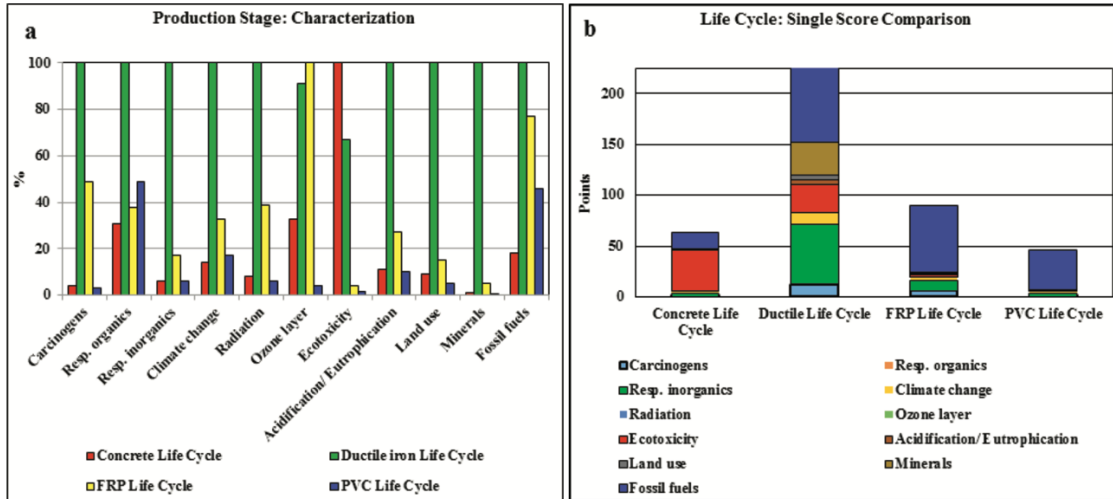 Production Stage: Characterization
a
100
80
60
40
20
0
%
Carcinogens
Resp. organics
Resp. inorganics
Climate change
Radiation
Ozone layer
Ecotoxicity
Acidification/ Eutrophication
Land use
Minerals
Fossil fuels
Concrete Life Cycle
Ductile iron Life Cycle
FRP Life Cycle
PVC Life Cycle
Life Cycle: Single Score Comparison
b
200
150
100
50
0
Points
Concrete Life
Cycle
Ductile Life Cycle
FRP Life Cycle
PVC Life Cycle
Carcinogens
Resp. organics
Resp. inorganics
Climate change
Radiation
Ozone layer
Ecotoxicity
Acidification/ Eutrophication
Land use
Minerals
Fossil fuels